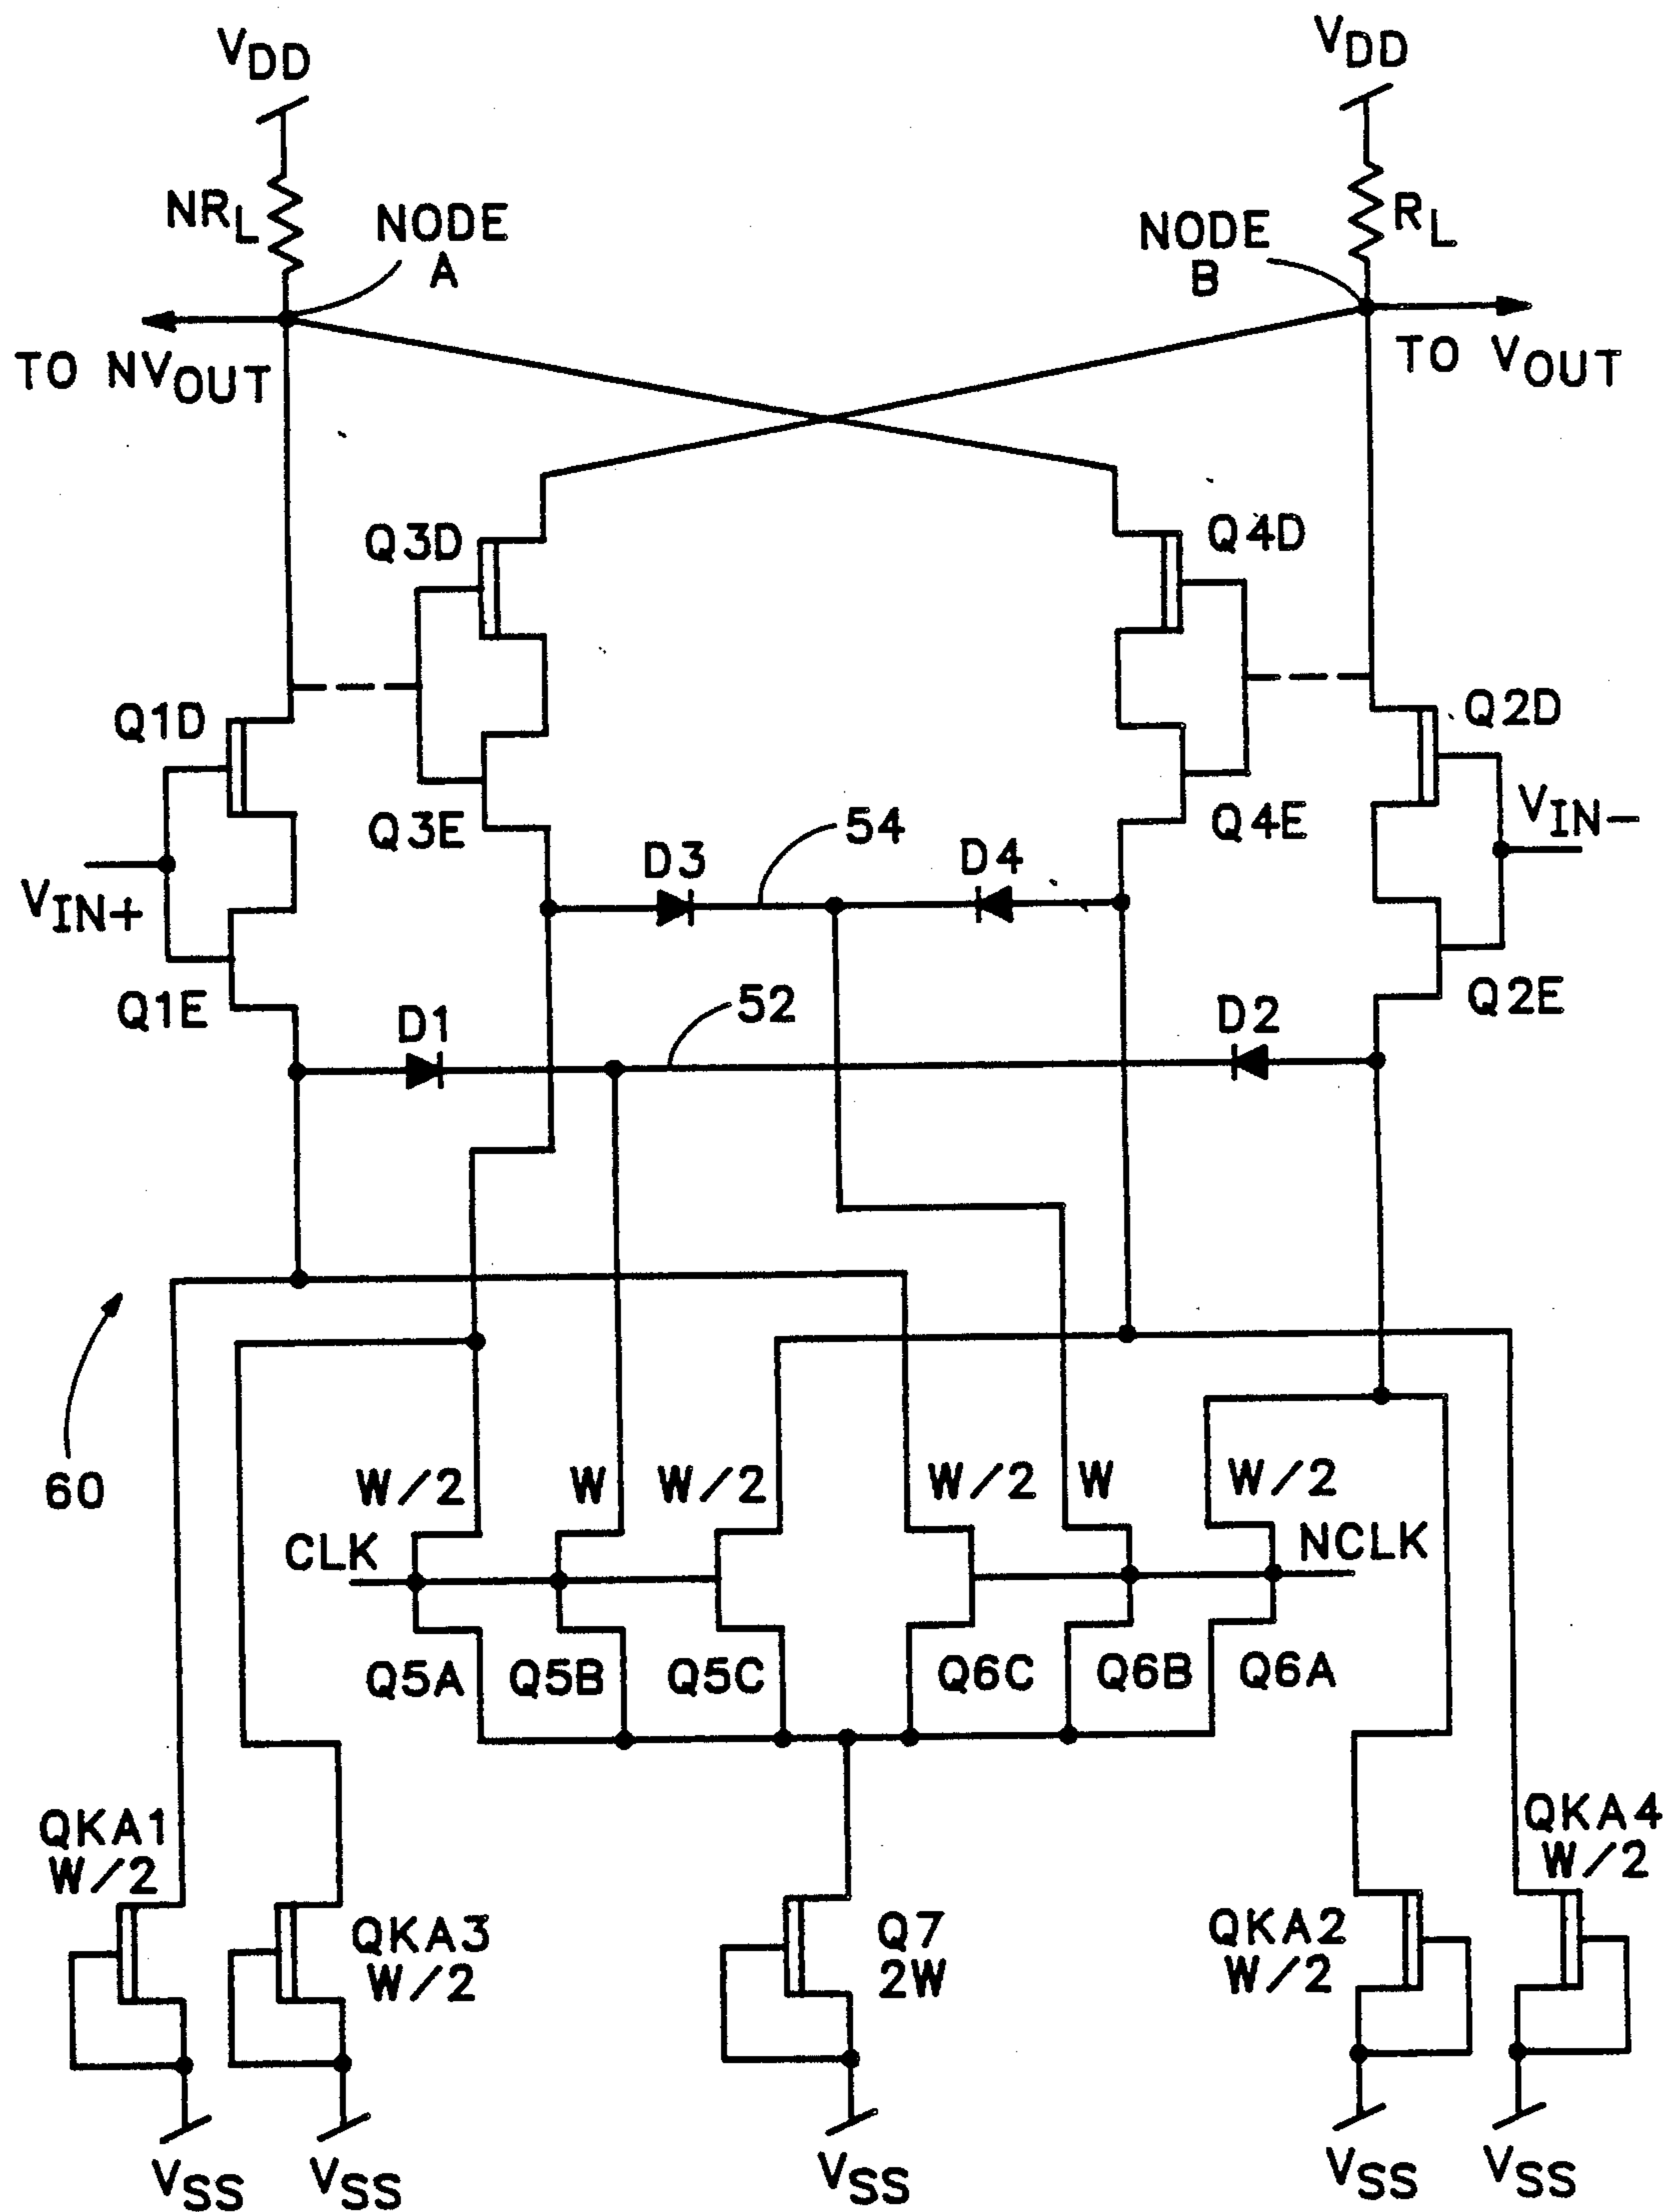 VDD
VDD
NRL
NODE
A
NODE
B
RL
TO NVOUT
TO VOUT
Q3D
Q4D
Q1D
Q2D
VIN+
Q3E
Q4E
VIN-
54
D3
D4
Q1E
Q2E
52
D1
D2
60
W/2
W
W/2
W/2
W
W/2
CLK
NCLK
Q5A
Q5B
Q5C
Q6C
Q6B
Q6A
QKA1
W/2
QKA3
W/2
Q7
2W
QKA2
W/2
QKA4
W/2
VSS
VSS
VSS
VSS
VSS